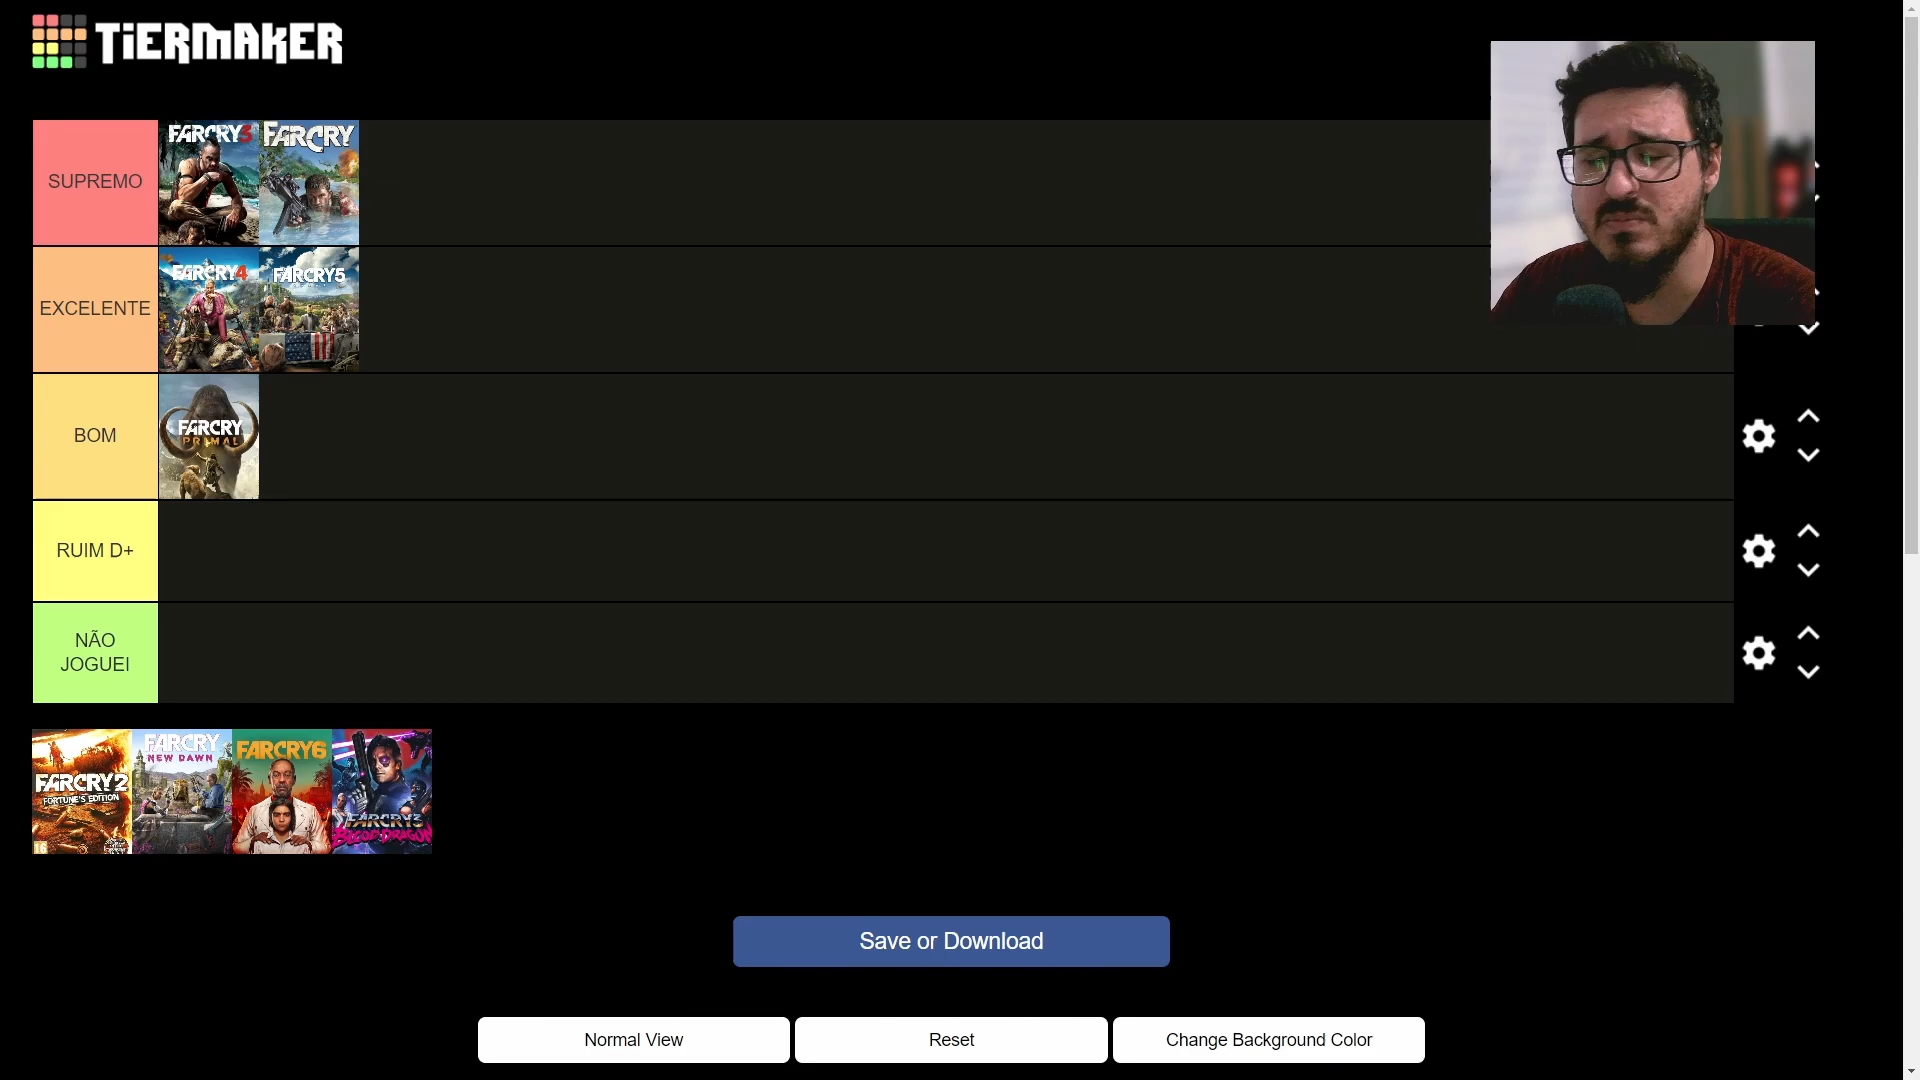 TiERMAKER
SUPREMO
FARCRY3
FARCRY
EXCELENTE
FARCRY4
FARCRY5
BOM
FARCRY
PRIMAL
RUIM D+
NÃO
JOGUEI
FARCRY2
FORTUNE'S EDITION
16
FARCRY
NEW DAWN
FARCRY6
FARCRY3
BLOOD DRAGON
Save or Download
Normal View
Reset
Change Background Color